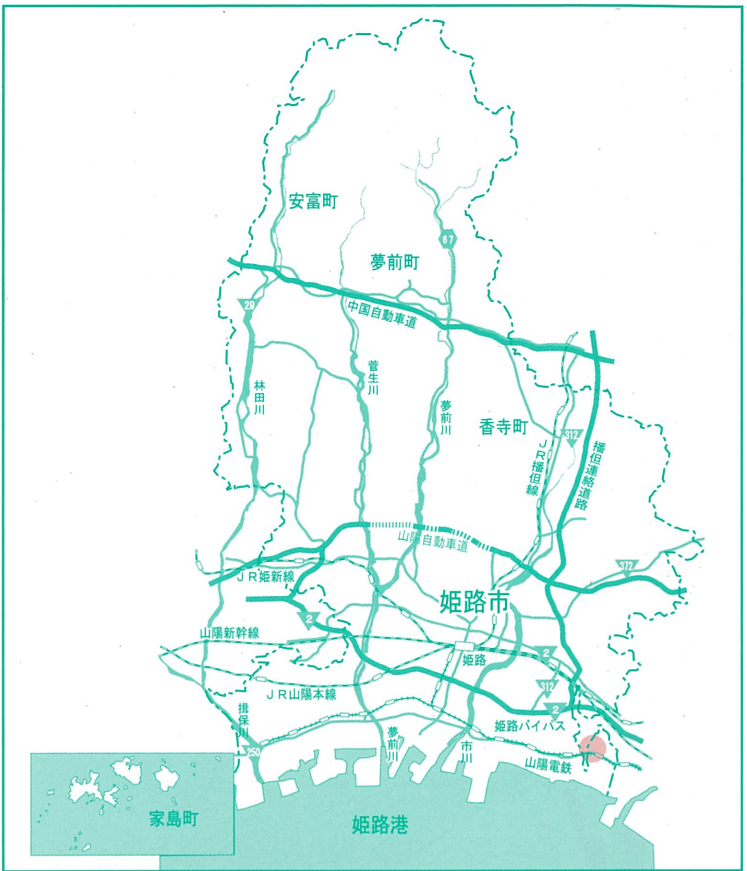 安富町
67
夢前町
29
中国自動車道
菅生川
林田川
夢前川
香寺町
312
JR播但線
播但連絡道路
山陽自動車道
372
JR姫新線
姫路市
2
山陽新幹線
2
姫路
JR山陽本線
312
2
揖保川
姫路バイパス
夢前川
市川
250
山陽電鉄
家島町
姫路港